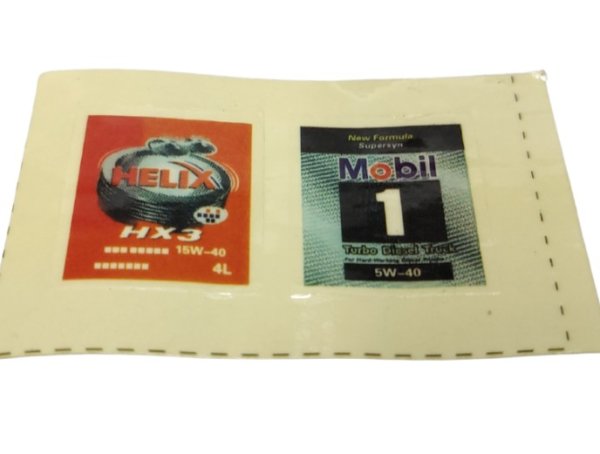 HELIX
HX3
15W-40
4L
New Formula
Supersyn
Mobil
1
Turbo Diesel Truck
5W-40